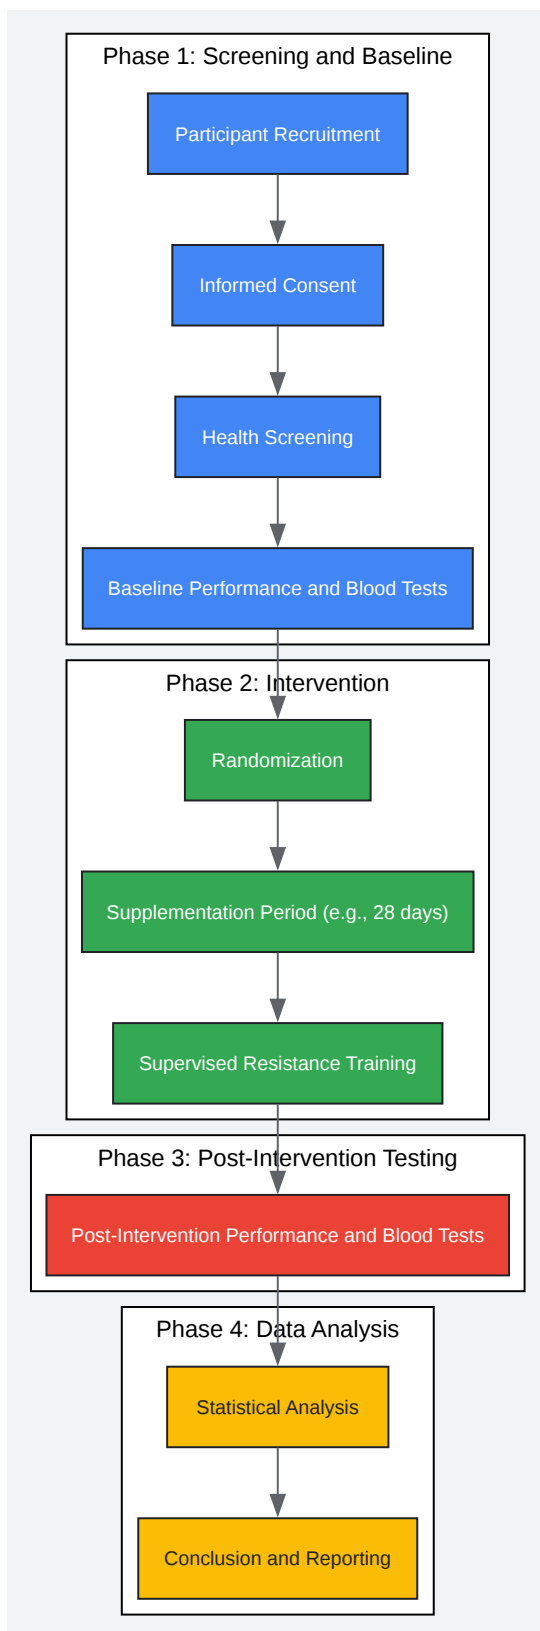 Phase 1: Screening and Baseline
Participant Recruitment
Informed Consent
Health Screening
Baseline Performance and Blood Tests
Phase 2: Intervention
Randomization
Supplementation Period (e.g., 28 days)
Supervised Resistance Training
Phase 3: Post-Intervention Testing
Post-Intervention Performance and Blood Tests
Phase 4: Data Analysis
Statistical Analysis
Conclusion and Reporting